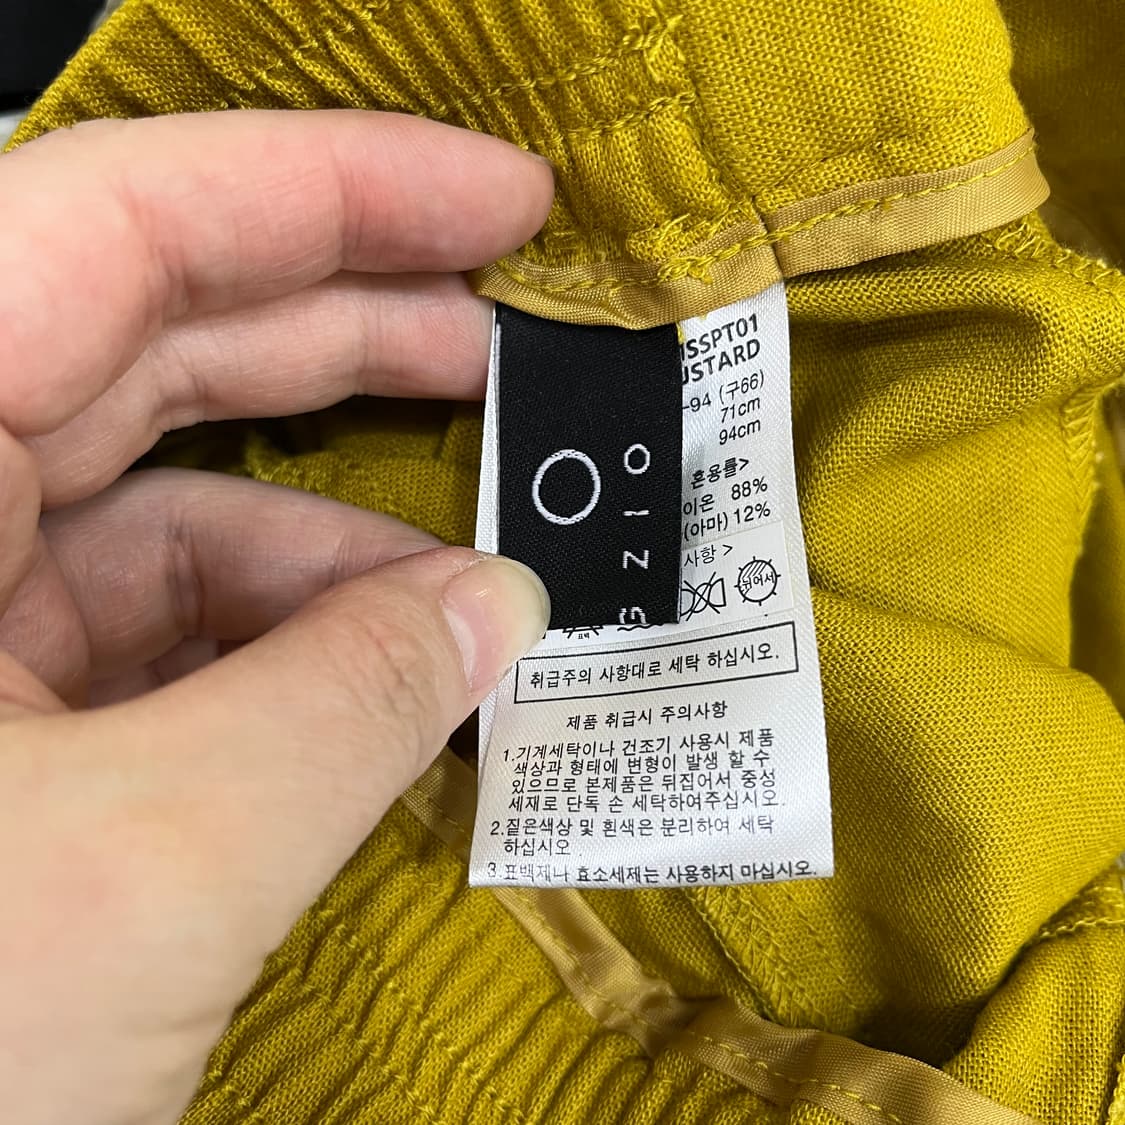 SSPT01
USTARD
-94 (구66)
71cm
94cm
혼용률>
이온 88%
(아마) 12%
사항 >
뒤집어서
표백
취급주의 사항대로 세탁 하십시오.
제품 취급시 주의사항
1.기계세탁이나 건조기 사용시 제품
색상과 형태에 변형이 발생 할 수
있으므로 본제품은 뒤집어서 중성
세재로 단독 손 세탁하여주십시오.
2.짙은색상 및 흰색은 분리하여 세탁
하십시오.
3.표백제나 효소세제는 사용하지 마십시오.